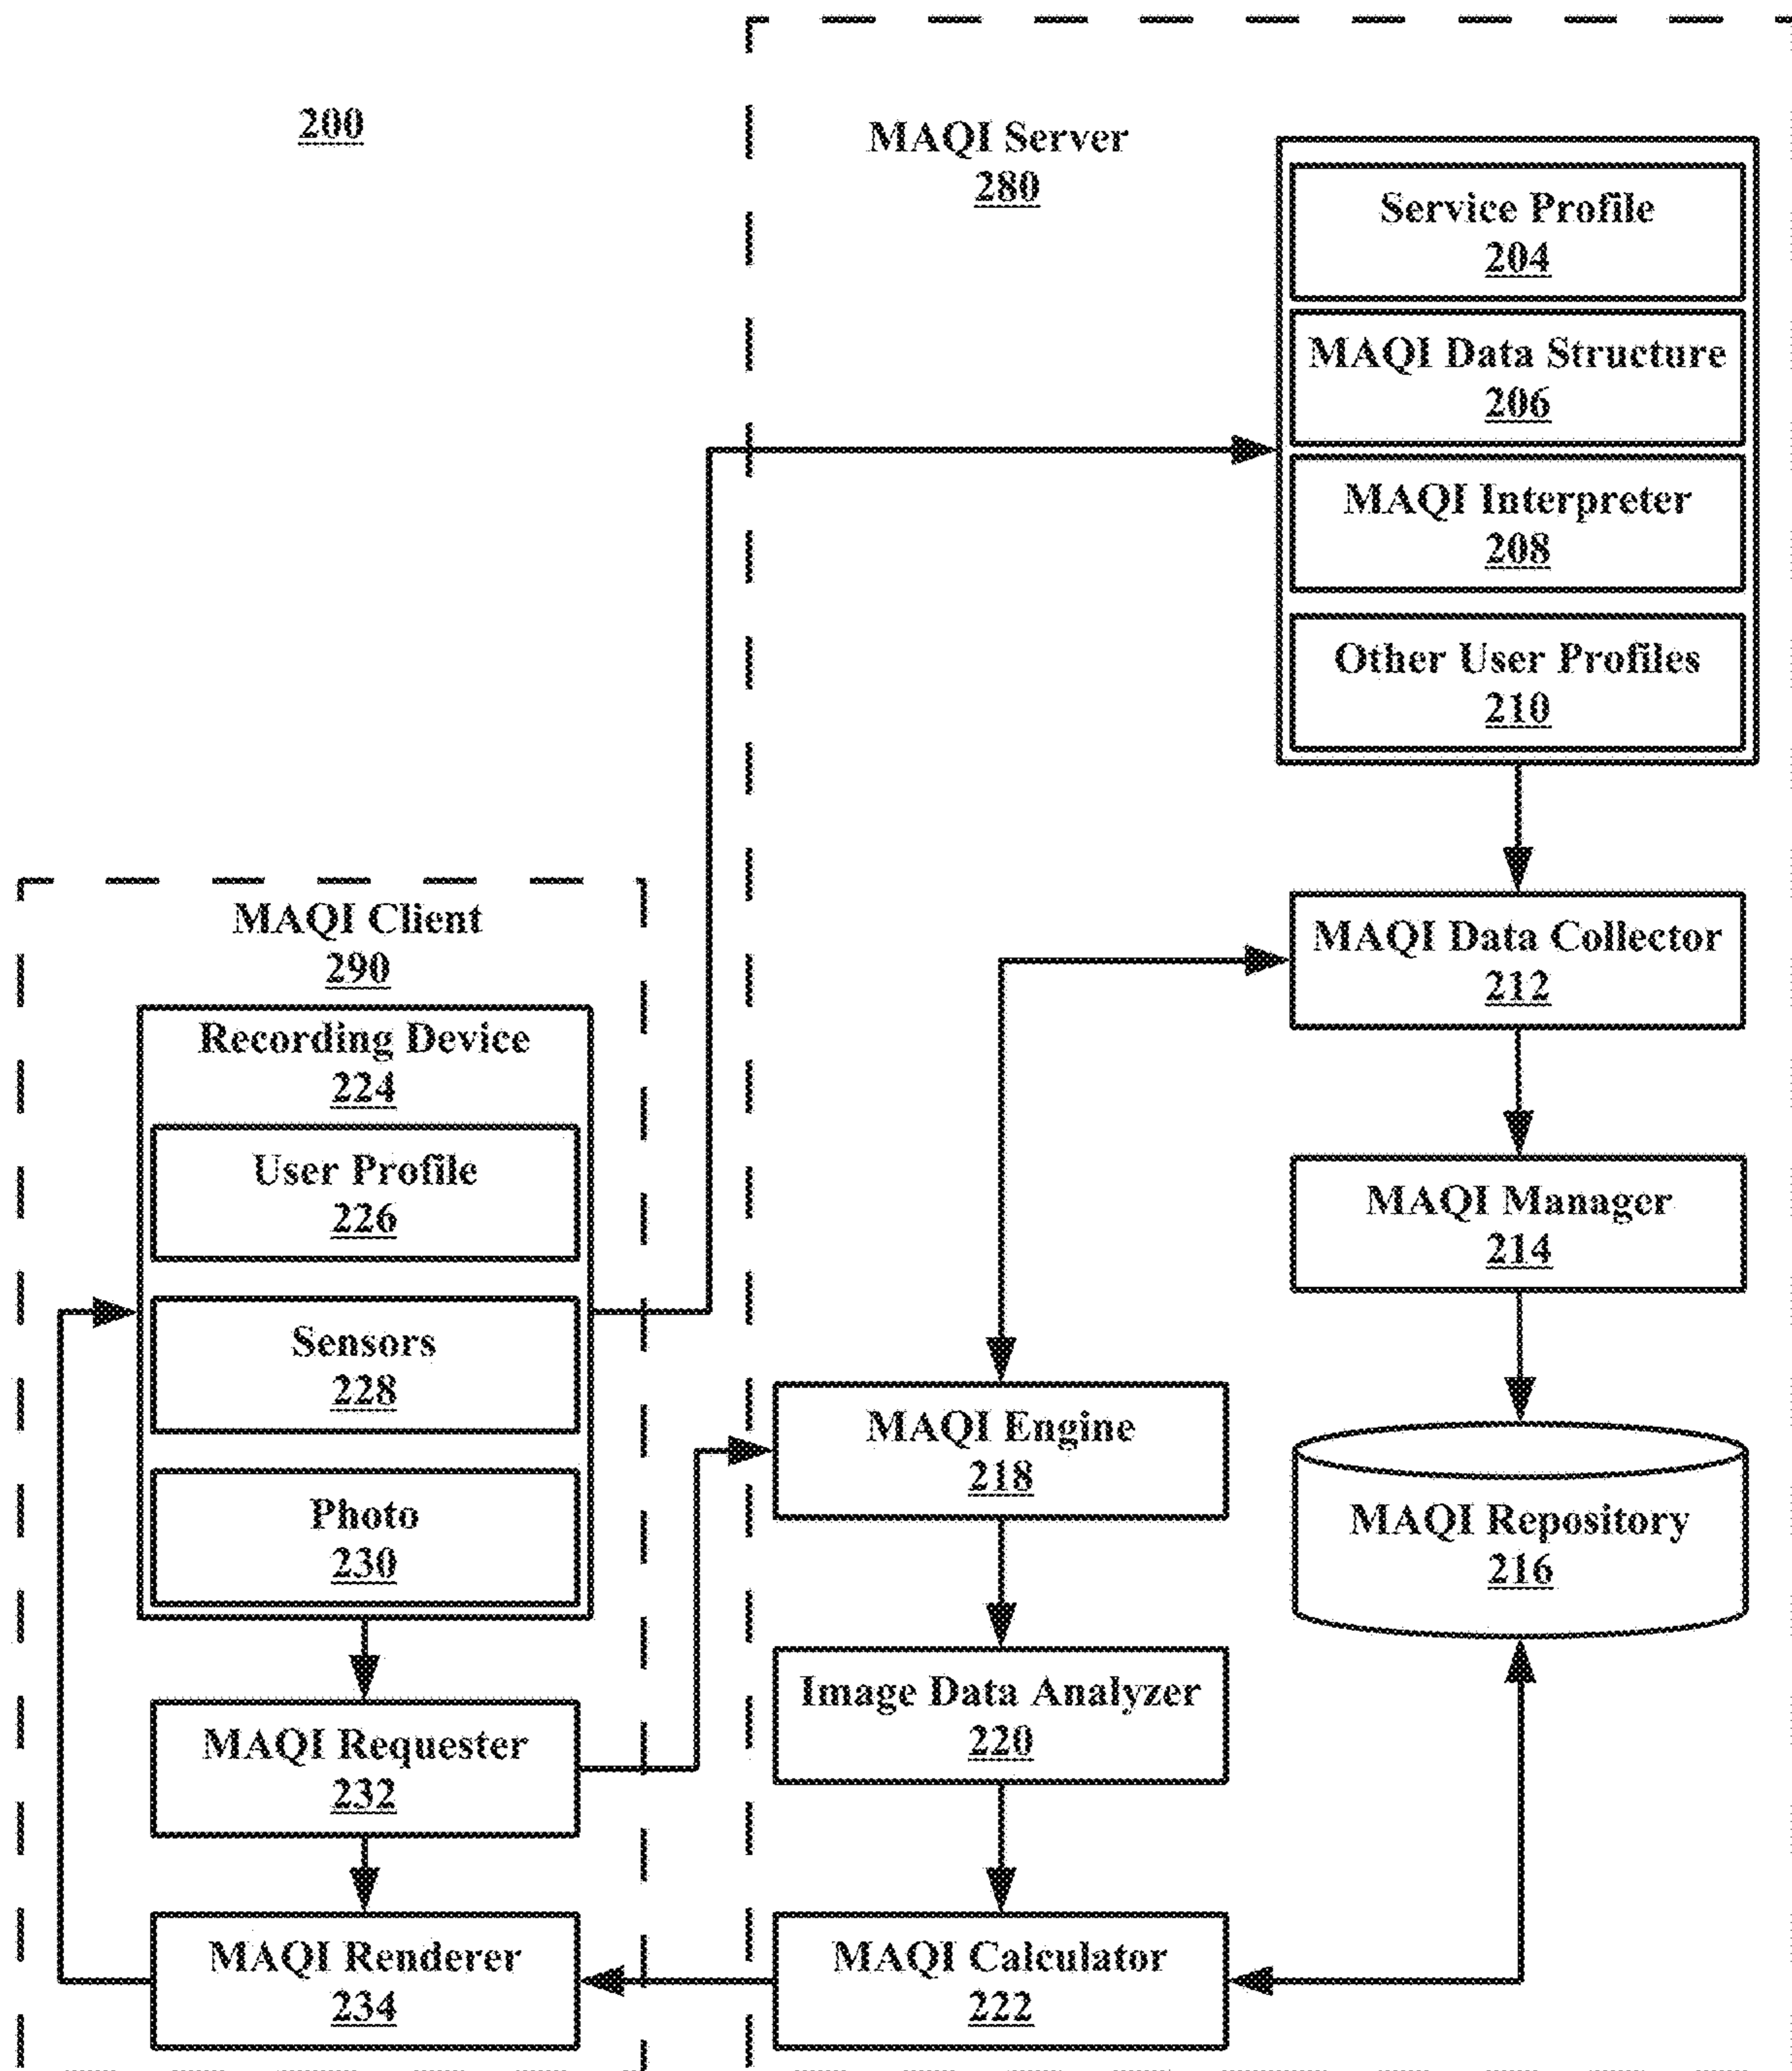 200
MAQI Server
280
Service Profile
204
MAQI Data Structure
206
MAQI Interpreter
208
Other User Profiles
210
MAQI Data Collector
212
MAQI Manager
214
MAQI Repository
216
MAQI Client
290
Recording Device
224
User Profile
226
Sensors
228
Photo
230
MAQI Requester
232
MAQI Renderer
234
MAQI Engine
218
Image Data Analyzer
220
MAQI Calculator
222